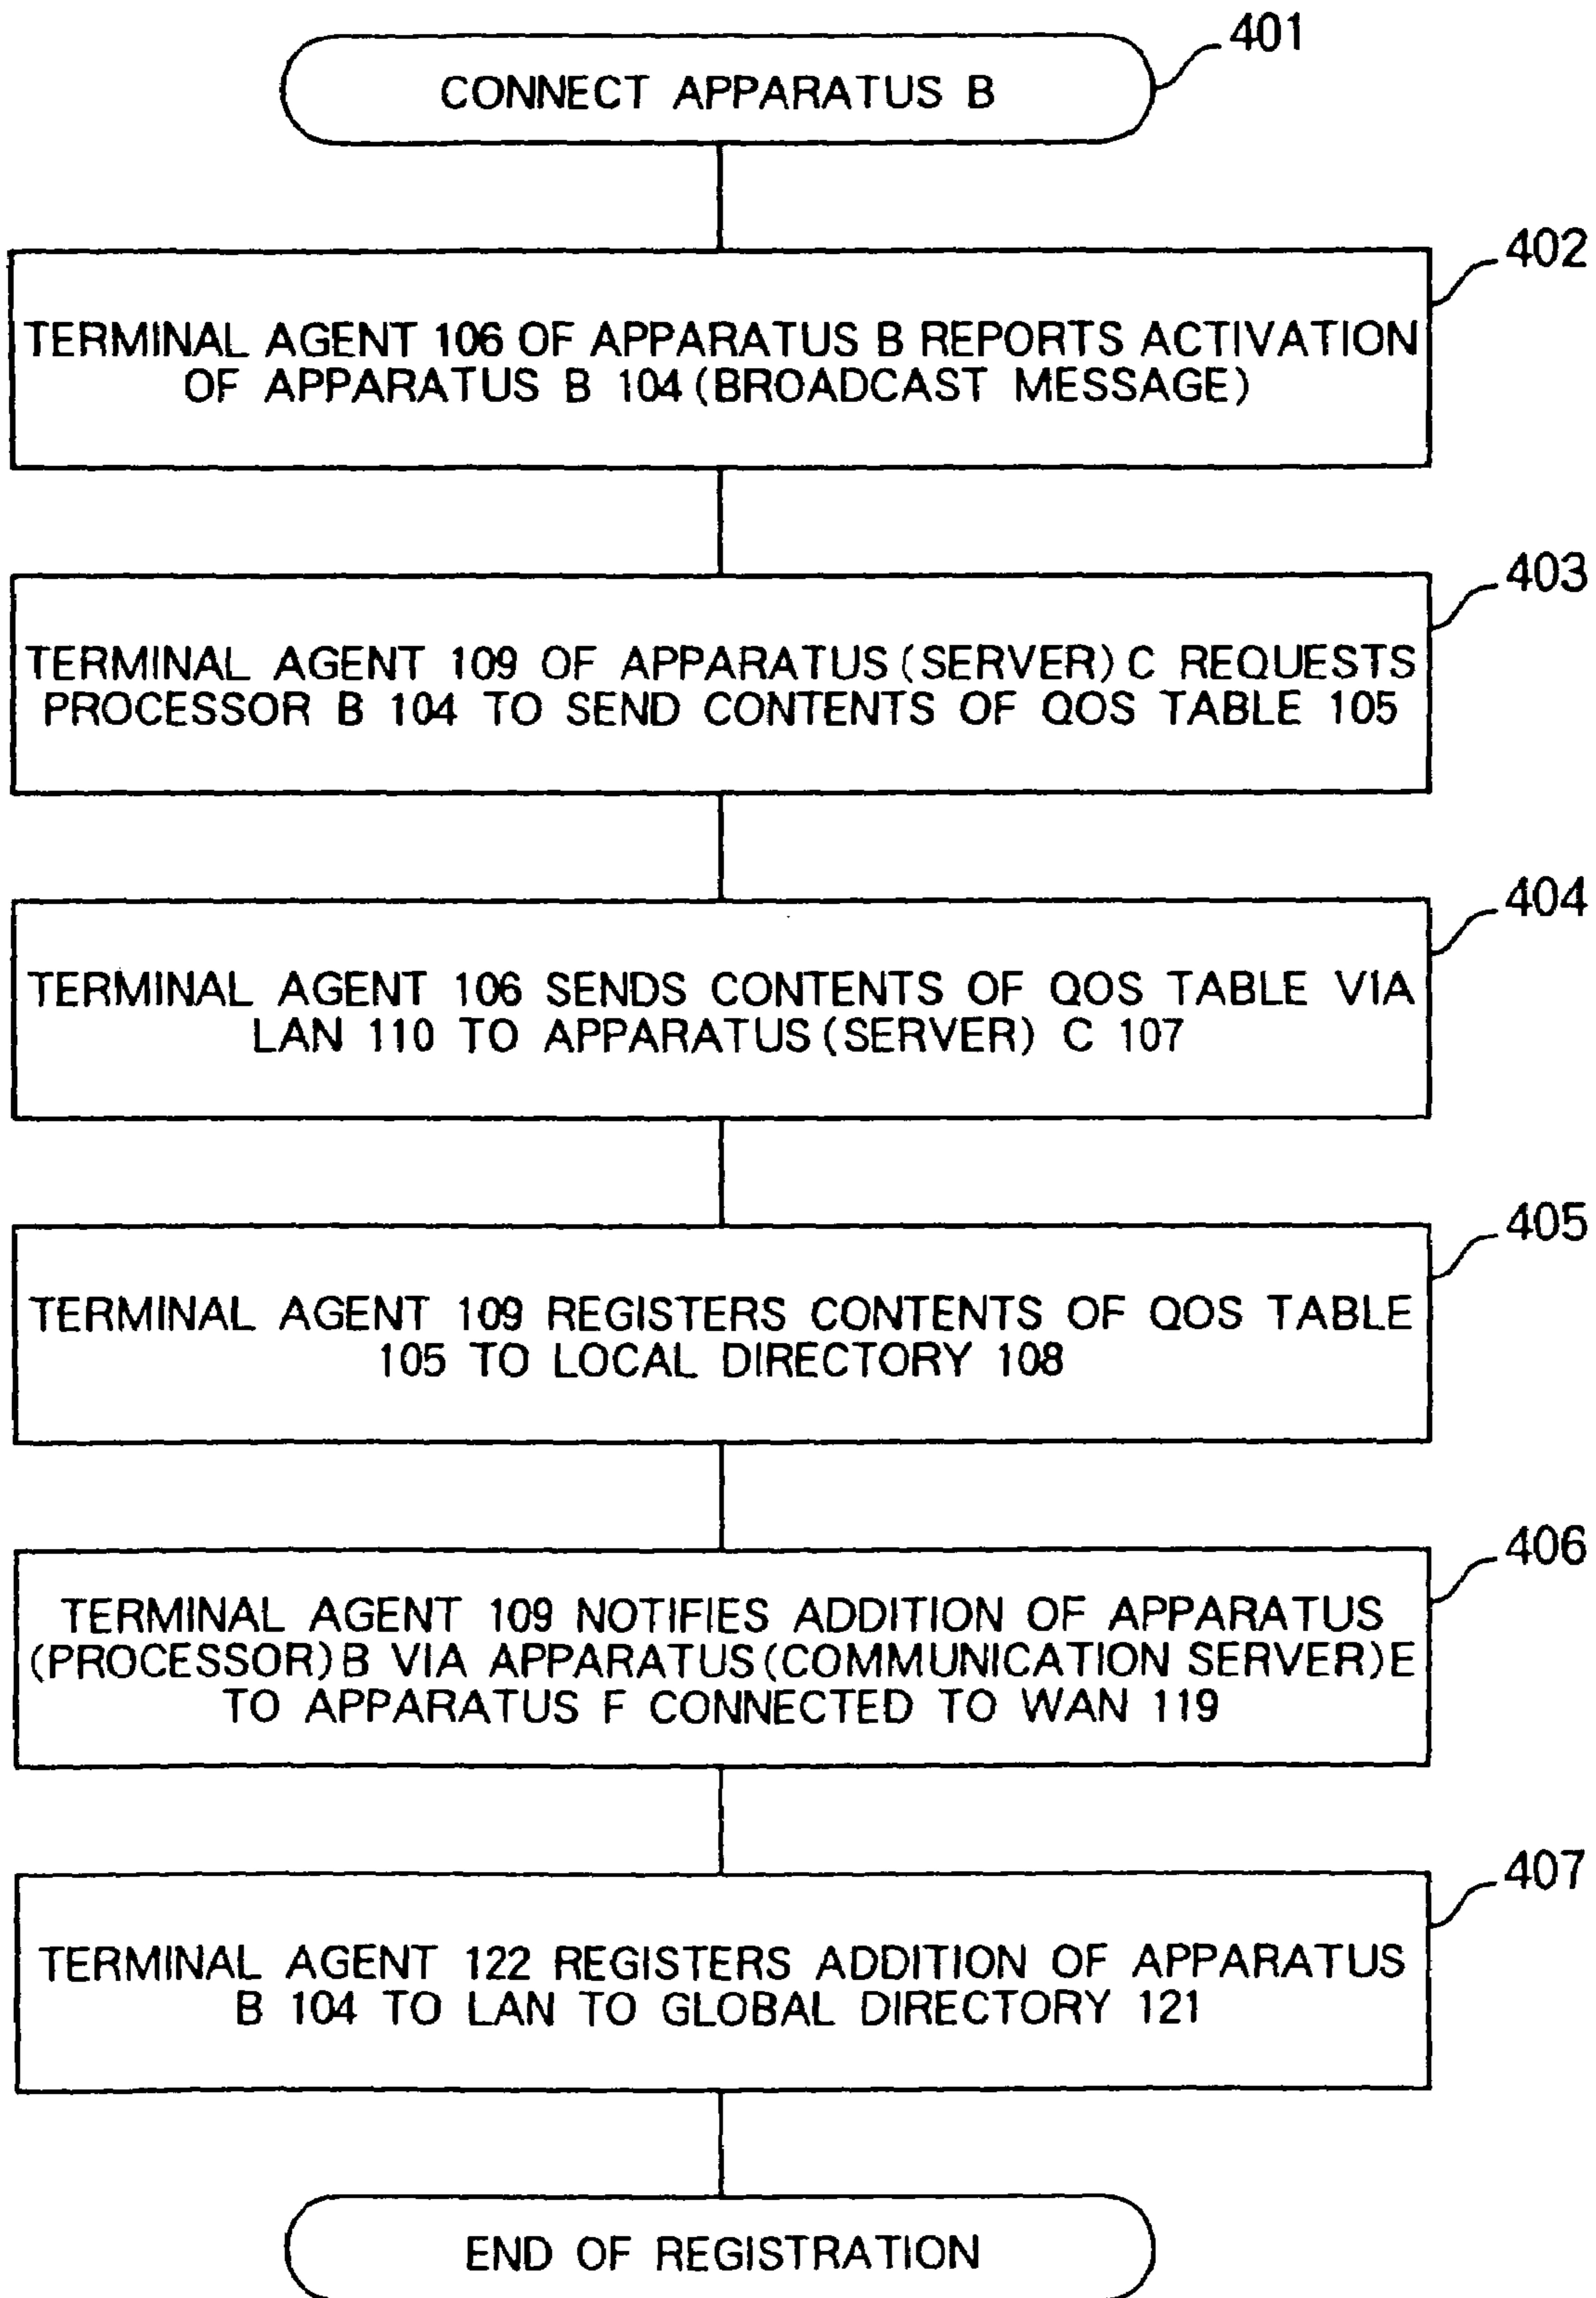 401
CONNECT APPARATUS B
402
TERMINAL AGENT 106 OF APPARATUS B REPORTS ACTIVATION
OF APPARATUS B 104 (BROADCAST MESSAGE)
403
TERMINAL AGENT 109 OF APPARATUS (SERVER) C REQUESTS
PROCESSOR B 104 TO SEND CONTENTS OF QOS TABLE 105
404
TERMINAL AGENT 106 SENDS CONTENTS OF QOS TABLE VIA
LAN 110 TO APPARATUS (SERVER) C 107
405
TERMINAL AGENT 109 REGISTERS CONTENTS OF QOS TABLE
105 TO LOCAL DIRECTORY 108
406
TERMINAL AGENT 109 NOTIFIES ADDITION OF APPARATUS
(PROCESSOR) B VIA APPARATUS (COMMUNICATION SERVER) E
TO APPARATUS F CONNECTED TO WAN 119
407
TERMINAL AGENT 122 REGISTERS ADDITION OF APPARATUS
B 104 TO LAN TO GLOBAL DIRECTORY 121
END OF REGISTRATION